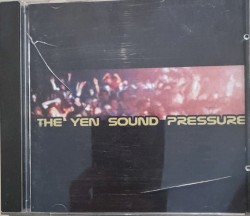 THE YEN SOUND PRESSURE